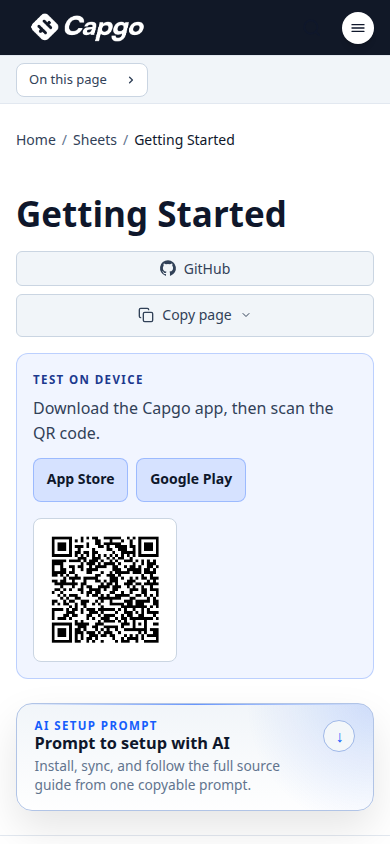 Capgo
On this page
Home / Sheets / Getting Started
Getting Started
GitHub
Copy page
TEST ON DEVICE
Download the Capgo app, then scan the
QR code.
App Store
Google Play
AI SETUP PROMPT
Prompt to setup with AI
Install, sync, and follow the full source
guide from one copyable prompt.